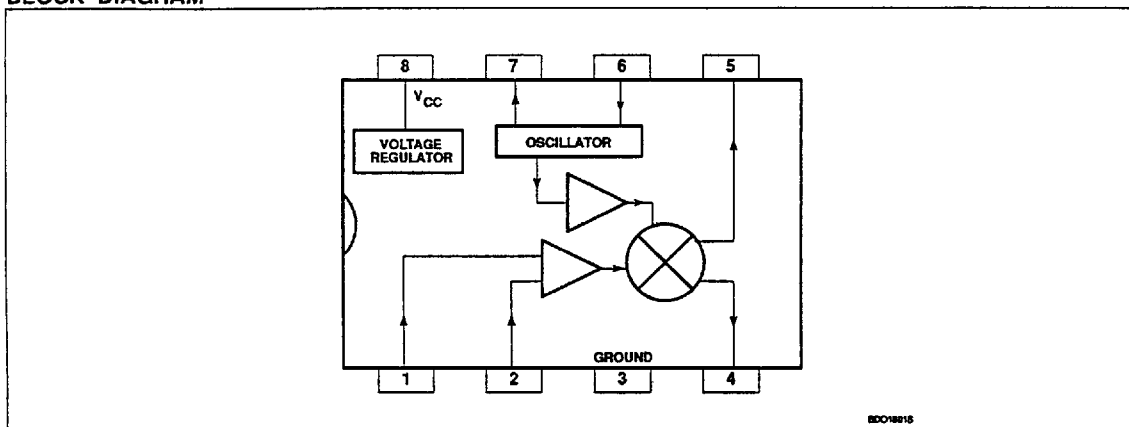 BLOCK DIAGRAM
8 7 6 5
VCC
VOLTAGE
REGULATOR
OSCILLATOR
GROUND
1 2 3 4